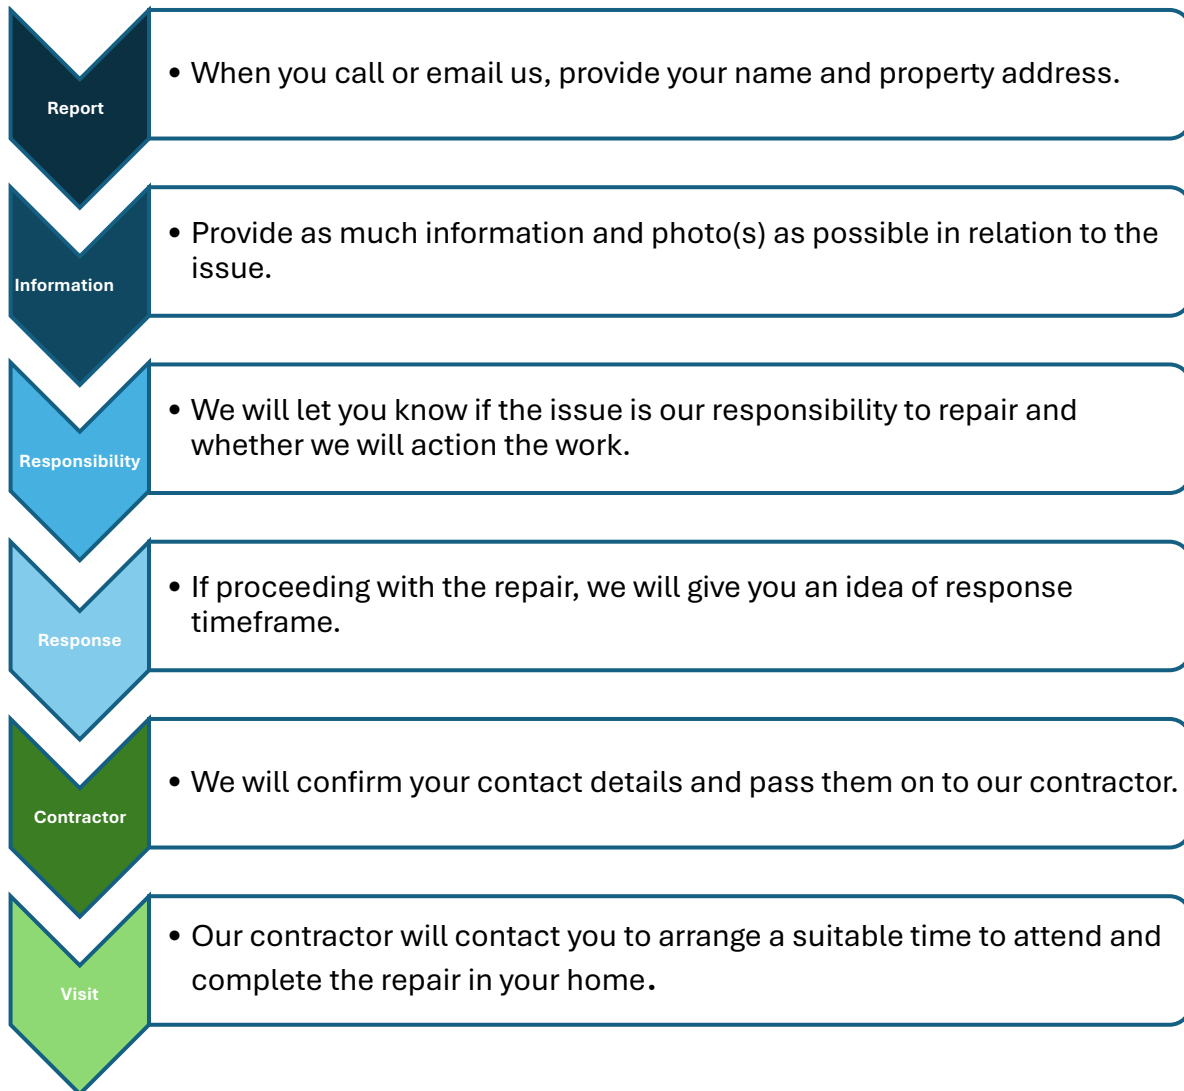 Report
• When you call or email us, provide your name and property address.
Information
• Provide as much information and photo(s) as possible in relation to the
issue.
Responsibility
• We will let you know if the issue is our responsibility to repair and
whether we will action the work.
Response
• If proceeding with the repair, we will give you an idea of response
timeframe.
Contractor
• We will confirm your contact details and pass them on to our contractor.
Visit
• Our contractor will contact you to arrange a suitable time to attend and
complete the repair in your home.